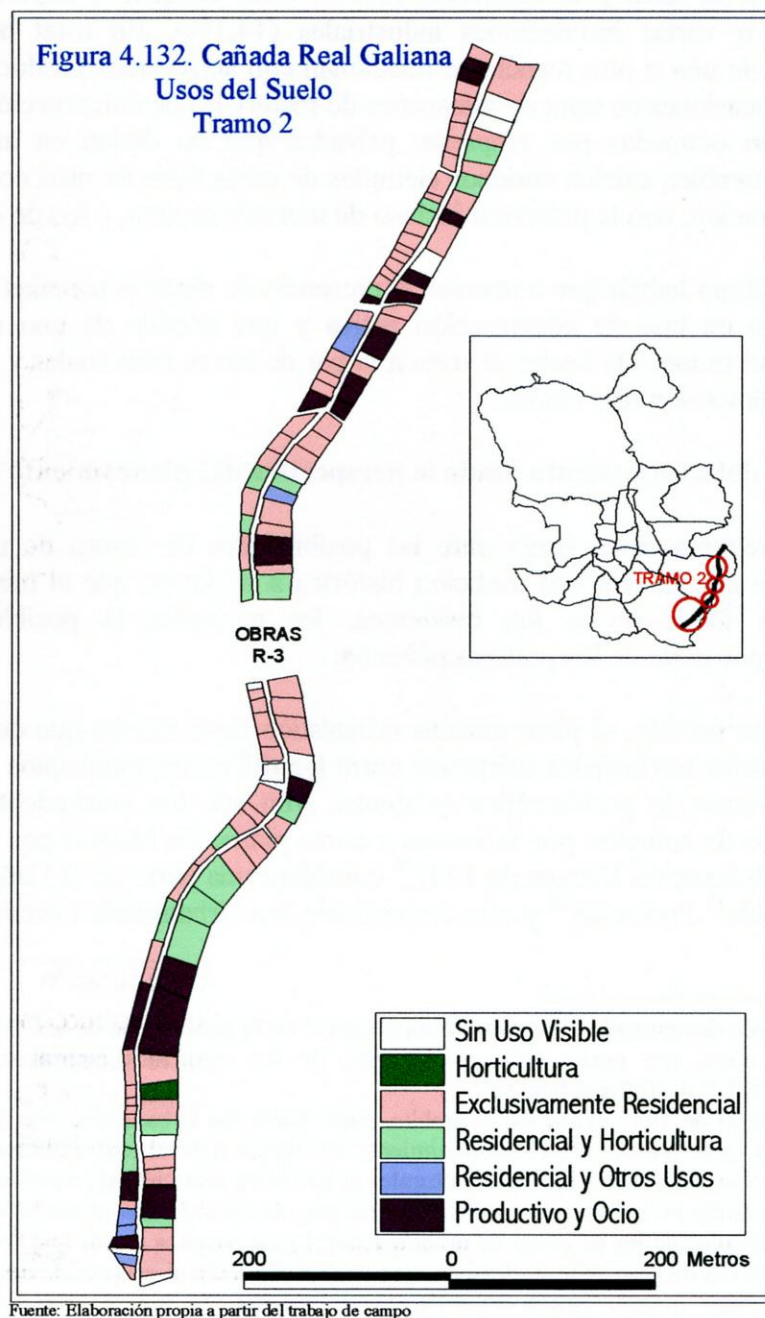 Figura 4.132. Cañada Real Galiana
Usos del Suelo
Tramo 2
TRAMO 2
OBRAS
R-3
Sin Uso Visible
Horticultura
Exclusivamente Residencial
Residencial y Horticultura
Residencial y Otros Usos
Productivo y Ocio
200 0 200 Metros
Fuente: Elaboración propia a partir del trabajo de campo